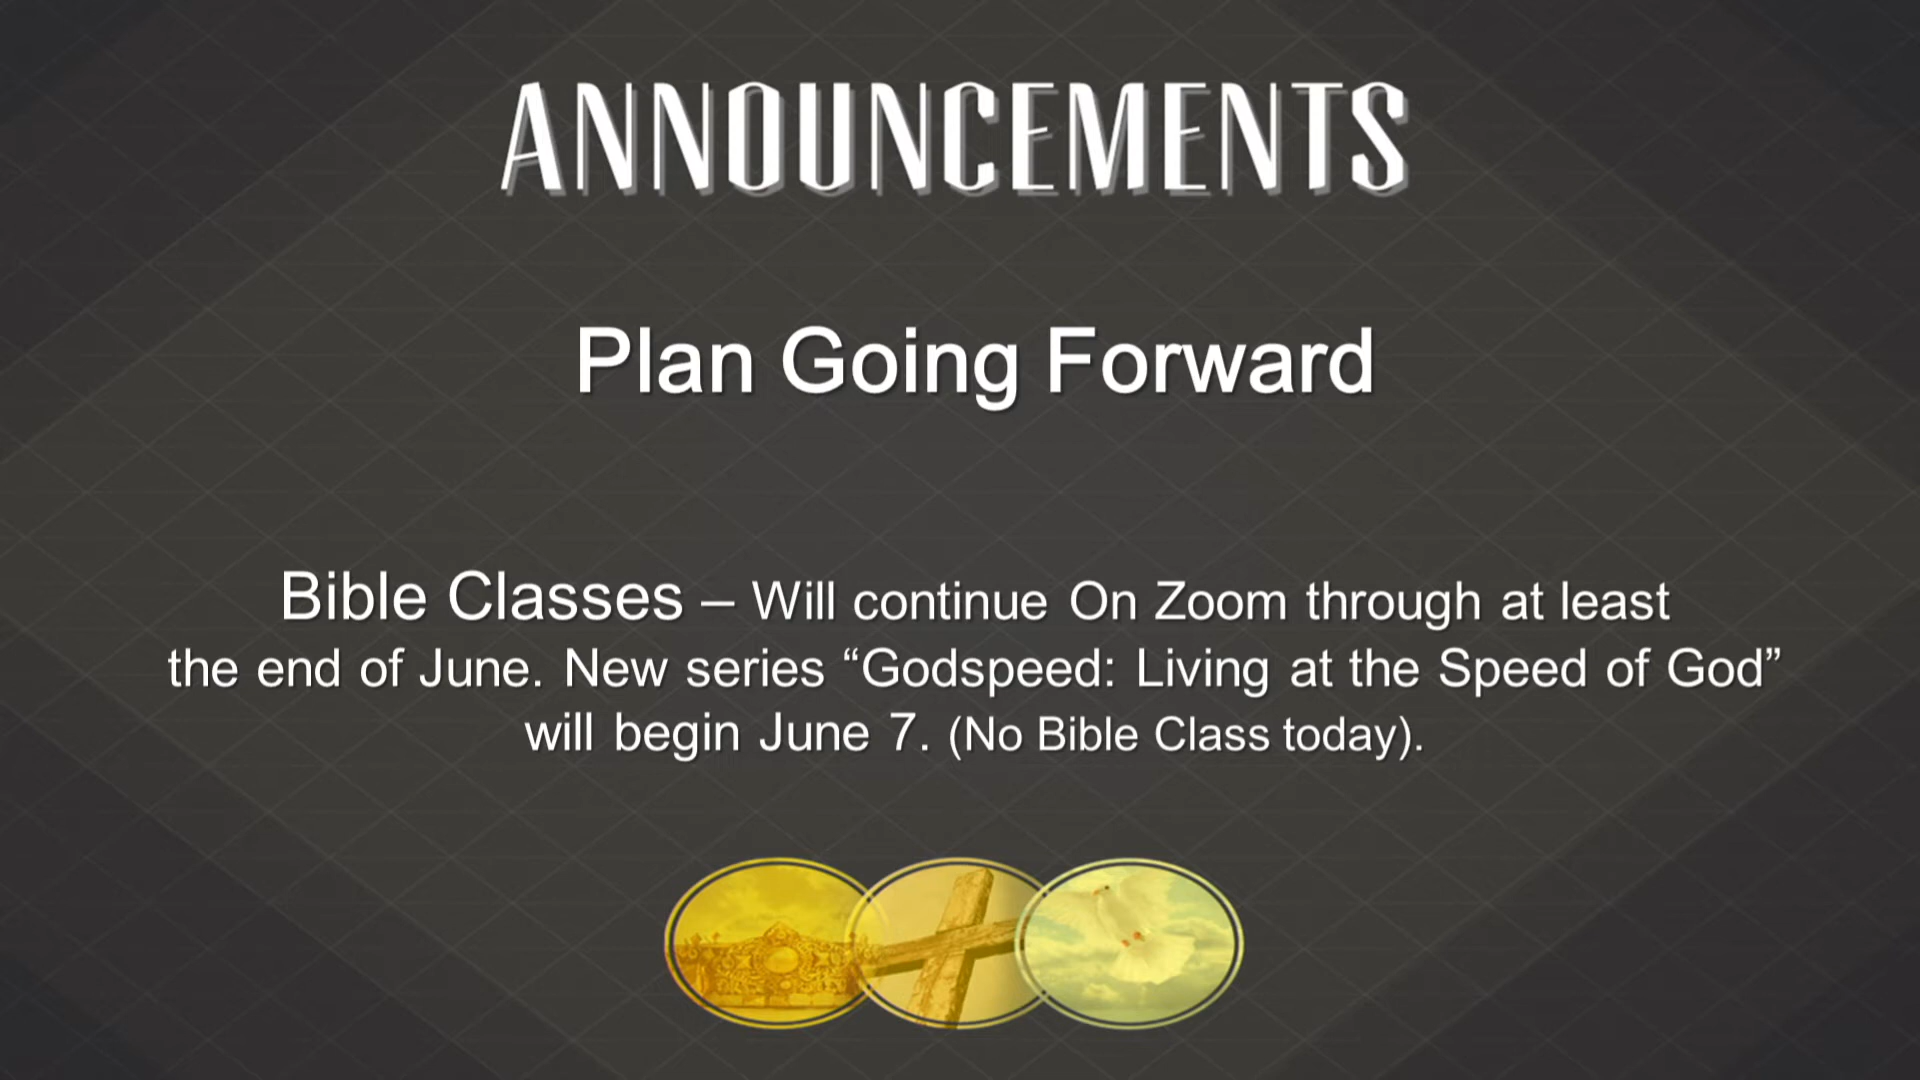 ANNOUNCEMENTS
Plan Going Forward
Bible Classes – Will continue On Zoom through at least
the end of June. New series “Godspeed: Living at the Speed of God”
will begin June 7. (No Bible Class today).